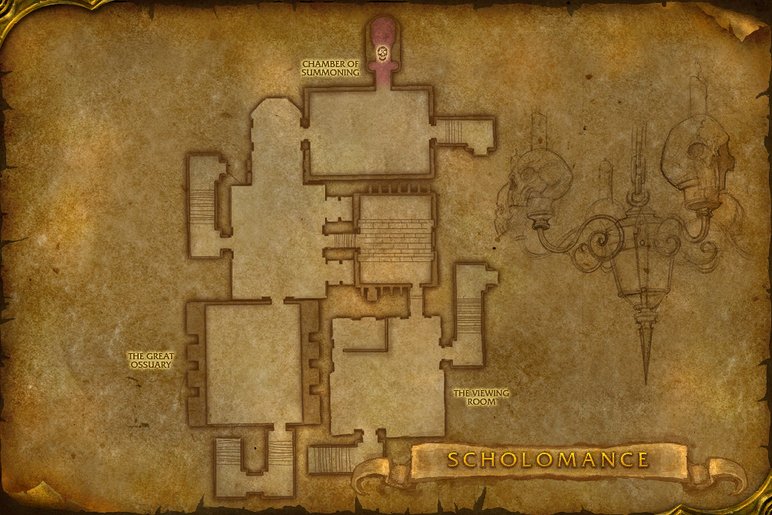 CHAMBER OF
SUMMONING
THE GREAT
OSSUARY
THE VIEWING
ROOM
SCHOLOMANCE